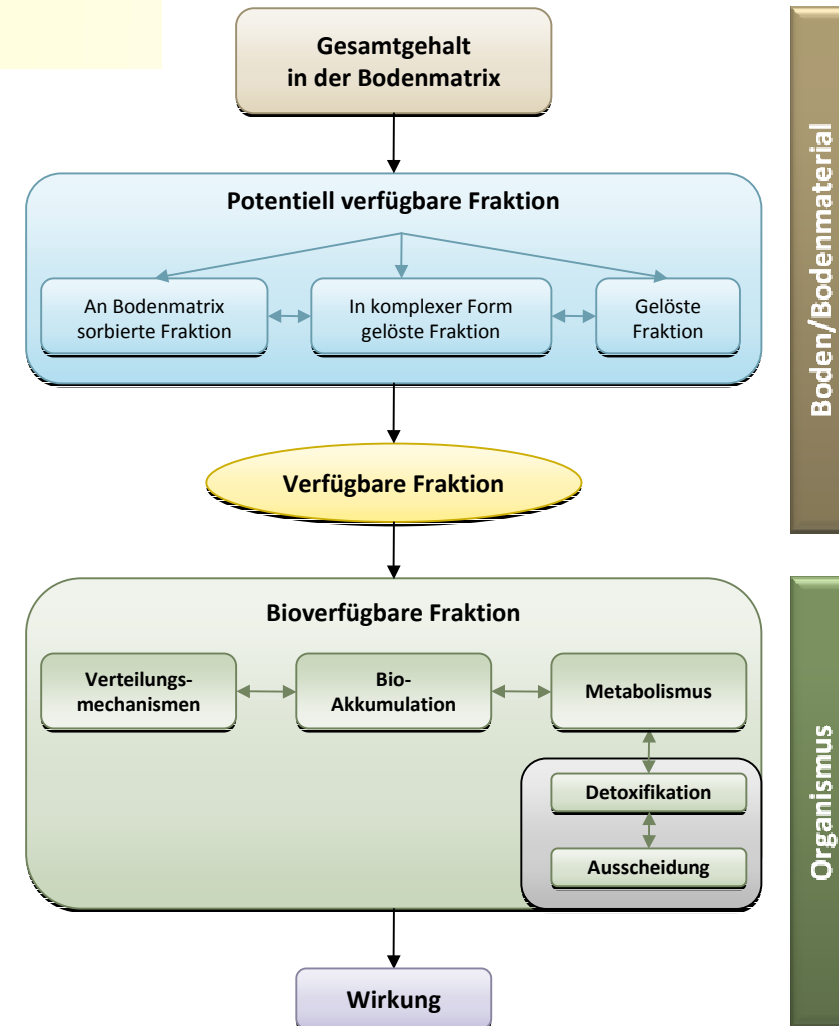 Gesamtgehalt
in der Bodenmatrix
Potentiell verfügbare Fraktion
An Bodenmatrix
sorbierte Fraktion
In komplexer Form
gelöste Fraktion
Gelöste
Fraktion
Verfügbare Fraktion
Boden/Bodenmaterial
Bioverfügbare Fraktion
Verteilungs-
mechanismen
Bio-
Akkumulation
Metabolismus
Detoxifikation
Ausscheidung
Organismus
Wirkung